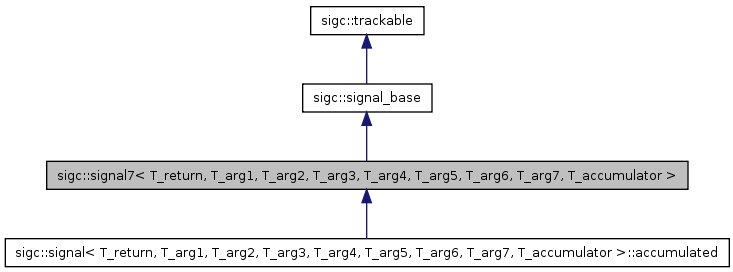 sigc::trackable
sigc::signal_base
sigc::signal7< T_return, T_arg1, T_arg2, T_arg3, T_arg4, T_arg5, T_arg6, T_arg7, T_accumulator >
sigc::signal< T_return, T_arg1, T_arg2, T_arg3, T_arg4, T_arg5, T_arg6, T_arg7, T_accumulator >::accumulated